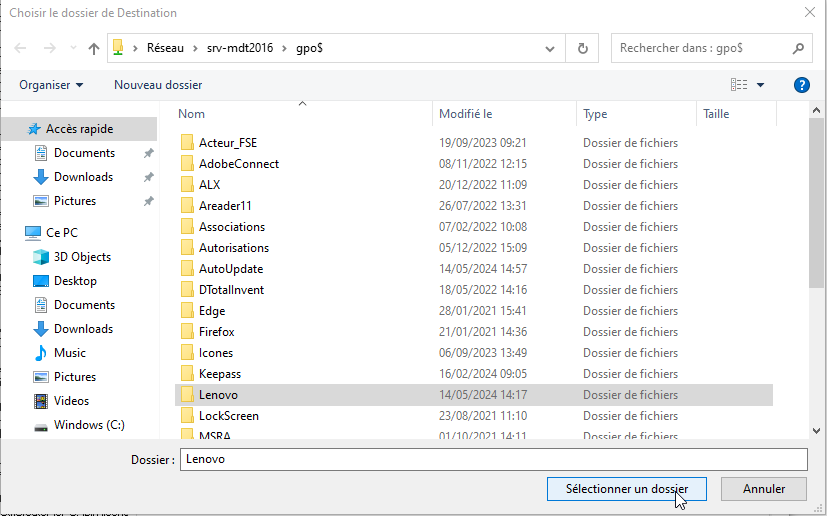 Choisir le dossier de Destination
Réseau > srv-mdt2016 > gpo$
Rechercher dans : gpo$
Organiser
Nouveau dossier
Nom Modifié le Type Taille
Accès rapide
Documents
Downloads
Pictures
Ce PC
3D Objects
Desktop
Documents
Downloads
Music
Pictures
Videos
Windows (C:)
Acteur_FSE 19/09/2023 09:21 Dossier de fichiers
AdobeConnect 08/11/2022 12:15 Dossier de fichiers
ALX 20/12/2022 11:09 Dossier de fichiers
Areader11 26/07/2022 13:31 Dossier de fichiers
Associations 07/02/2022 10:08 Dossier de fichiers
Autorisations 05/12/2022 15:09 Dossier de fichiers
AutoUpdate 14/05/2024 14:57 Dossier de fichiers
DTotalInvent 18/05/2022 14:16 Dossier de fichiers
Edge 28/01/2021 15:41 Dossier de fichiers
Firefox 21/01/2021 14:36 Dossier de fichiers
Icones 06/09/2023 13:49 Dossier de fichiers
Keepass 16/02/2024 09:05 Dossier de fichiers
Lenovo 14/05/2024 14:17 Dossier de fichiers
LockScreen 23/08/2021 11:10 Dossier de fichiers
MSRA 01/10/2021 14:11 Dossier de fichiers
Dossier : Lenovo
Sélectionner un dossier
Annuler